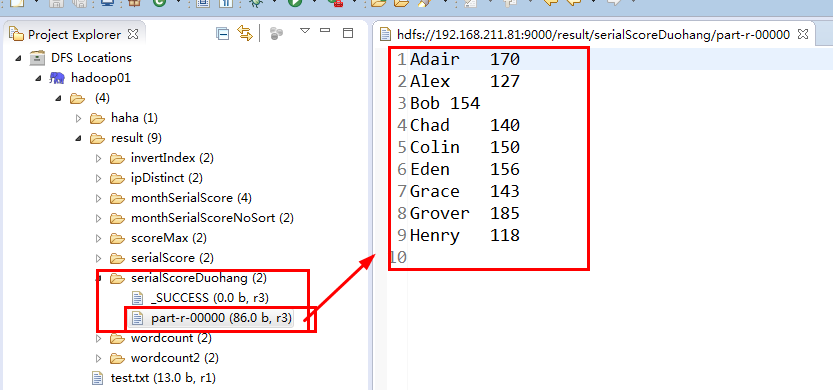 Project Explorer
DFS Locations
hadoop01
(4)
haha (1)
result (9)
invertIndex (2)
ipDistinct (2)
monthSerialScore (4)
monthSerialScoreNoSort (2)
scoreMax (2)
serialScore (2)
serialScoreDuohang (2)
_SUCCESS (0.0 b, r3)
part-r-00000 (86.0 b, r3)
wordcount (2)
wordcount2 (2)
test.txt (13.0 b, r1)
hdfs://192.168.211.81:9000/result/serialScoreDuohang/part-r-00000
1 Adair 170
2 Alex 127
3 Bob 154
4 Chad 140
5 Colin 150
6 Eden 156
7 Grace 143
8 Grover 185
9 Henry 118
10